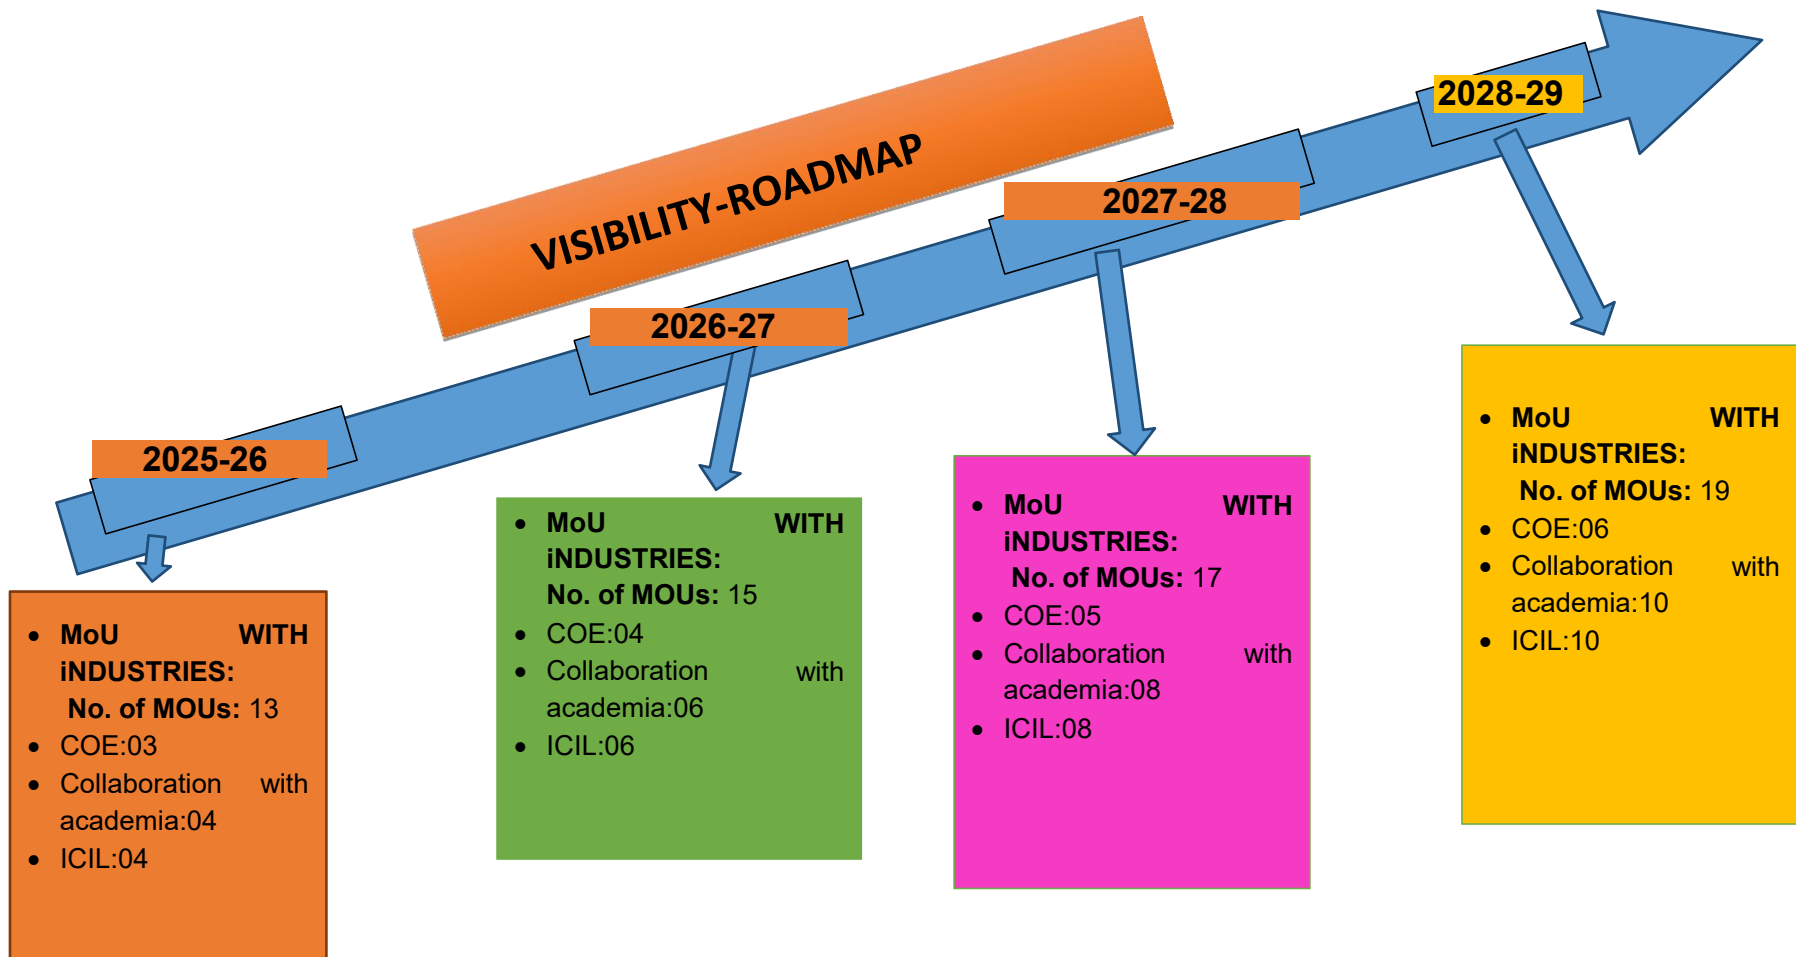 VISIBILITY-ROADMAP
2025-26
• MoU WITH
iNDUSTRIES:
No. of MOUs: 13
• COE:03
• Collaboration with
academia:04
• ICIL:04
2026-27
• MoU WITH
iNDUSTRIES:
No. of MOUs: 15
• COE:04
• Collaboration with
academia:06
• ICIL:06
2027-28
• MoU WITH
iNDUSTRIES:
No. of MOUs: 17
• COE:05
• Collaboration with
academia:08
• ICIL:08
2028-29
• MoU WITH
iNDUSTRIES:
No. of MOUs: 19
• COE:06
• Collaboration with
academia:10
• ICIL:10